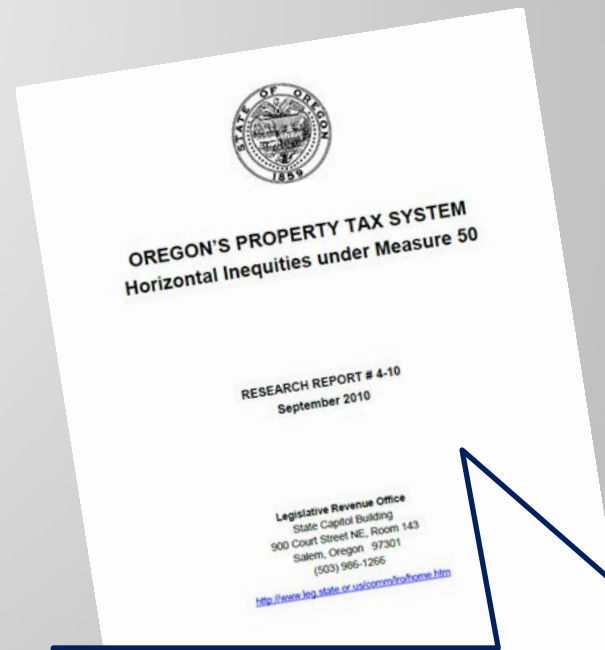 STATE OF OREGON
1859
OREGON'S PROPERTY TAX SYSTEM
Horizontal Inequities under Measure 50
RESEARCH REPORT # 4-10
September 2010
Legislative Revenue Office
State Capitol Building
900 Court Street NE, Room 143
Salem, Oregon 97301
(503) 986-1266
http://www.leg.state.or.us/comm/lro/home.htm